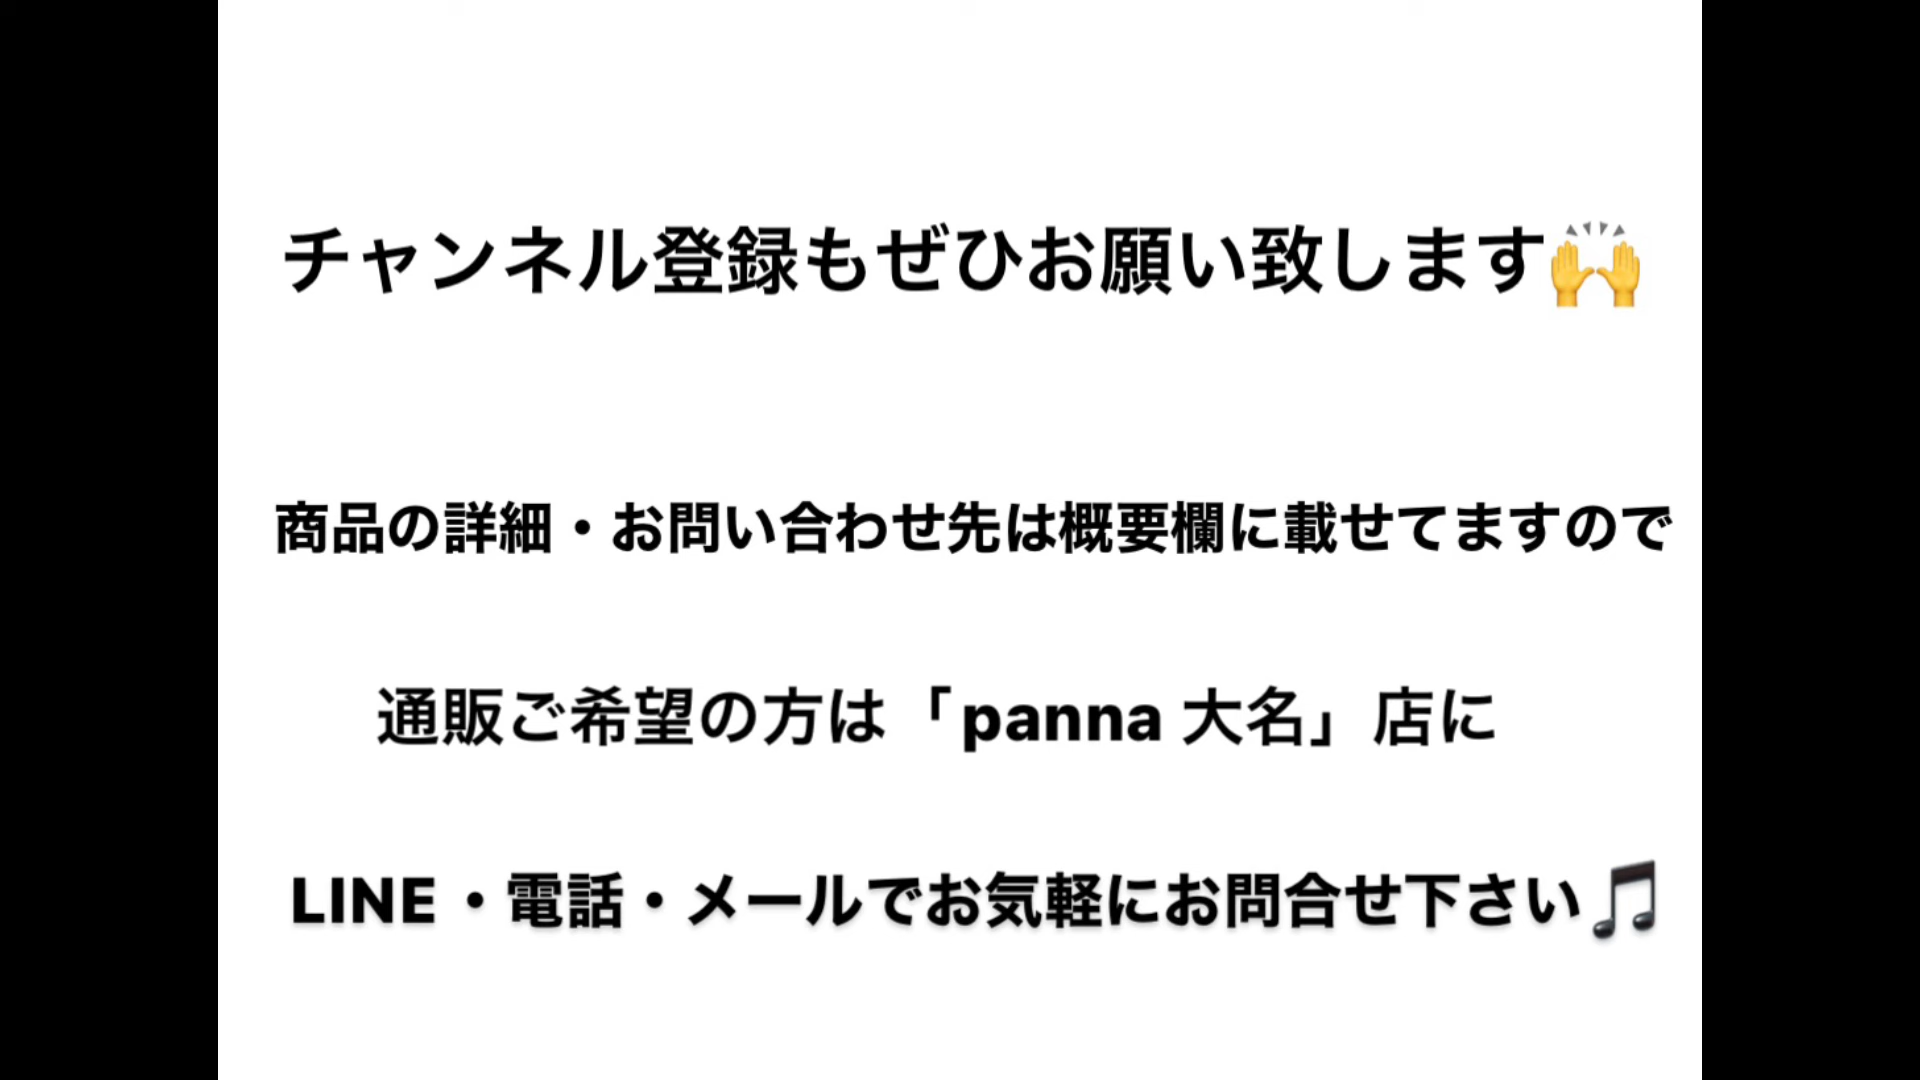 チャンネル登録もぜひお願い致します🙌
商品の詳細・お問い合わせ先は概要欄に載せてますので
通販ご希望の方は「panna 大名」店に
LINE・電話・メールでお気軽にお問合せ下さい🎵